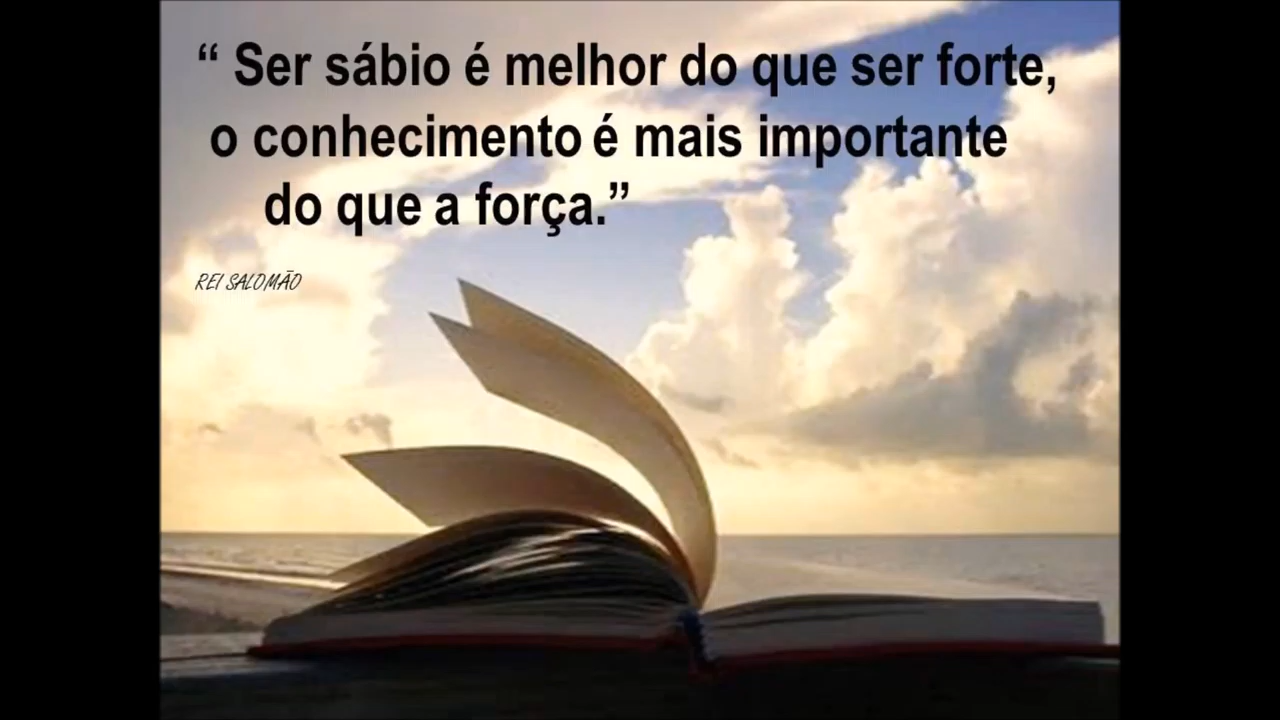 “ Ser sábio é melhor do que ser forte,
o conhecimento é mais importante
do que a força.”
REI SALOMÃO